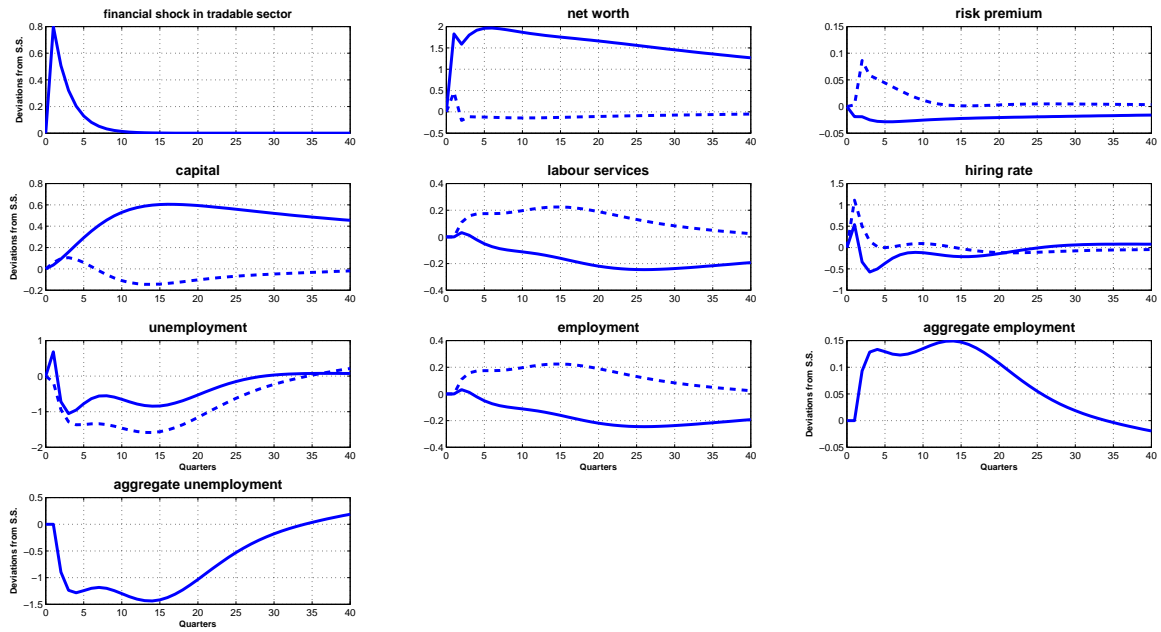 financial shock in tradable sector
net worth
risk premium
0.8
0.6
0.4
0.2
0
Deviations from S.S.
0 5 10 15 20 25 30 35 40
2
1.5
1
0.5
0
−0.5
0 5 10 15 20 25 30 35 40
0.15
0.1
0.05
0
−0.05
0 5 10 15 20 25 30 35 40
capital
labour services
hiring rate
0.8
0.6
0.4
0.2
0
−0.2
Deviations from S.S.
0 5 10 15 20 25 30 35 40
0.4
0.2
0
−0.2
−0.4
0 5 10 15 20 25 30 35 40
1.5
1
0.5
0
−0.5
−1
0 5 10 15 20 25 30 35 40
unemployment
employment
aggregate employment
1
0
−1
−2
0 5 10 15 20 25 30 35 40
Quarters
0.4
0.2
0
−0.2
−0.4
0 5 10 15 20 25 30 35 40
Quarters
0.15
0.1
0.05
0
−0.05
Deviations from S.S.
0 5 10 15 20 25 30 35 40
Quarters
aggregate unemployment
0.5
0
−0.5
−1
−1.5
Deviations from S.S.
0 5 10 15 20 25 30 35 40
Quarters